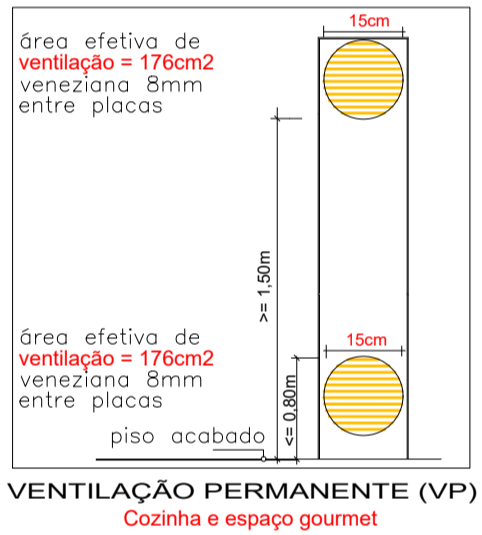 15cm
área efetiva de
ventilação = 176cm2
veneziana 8mm
entre placas
>= 1,50m
área efetiva de
ventilação = 176cm2
veneziana 8mm
entre placas
15cm
<= 0,80m
piso acabado
VENTILAÇÃO PERMANENTE (VP)
Cozinha e espaço gourmet